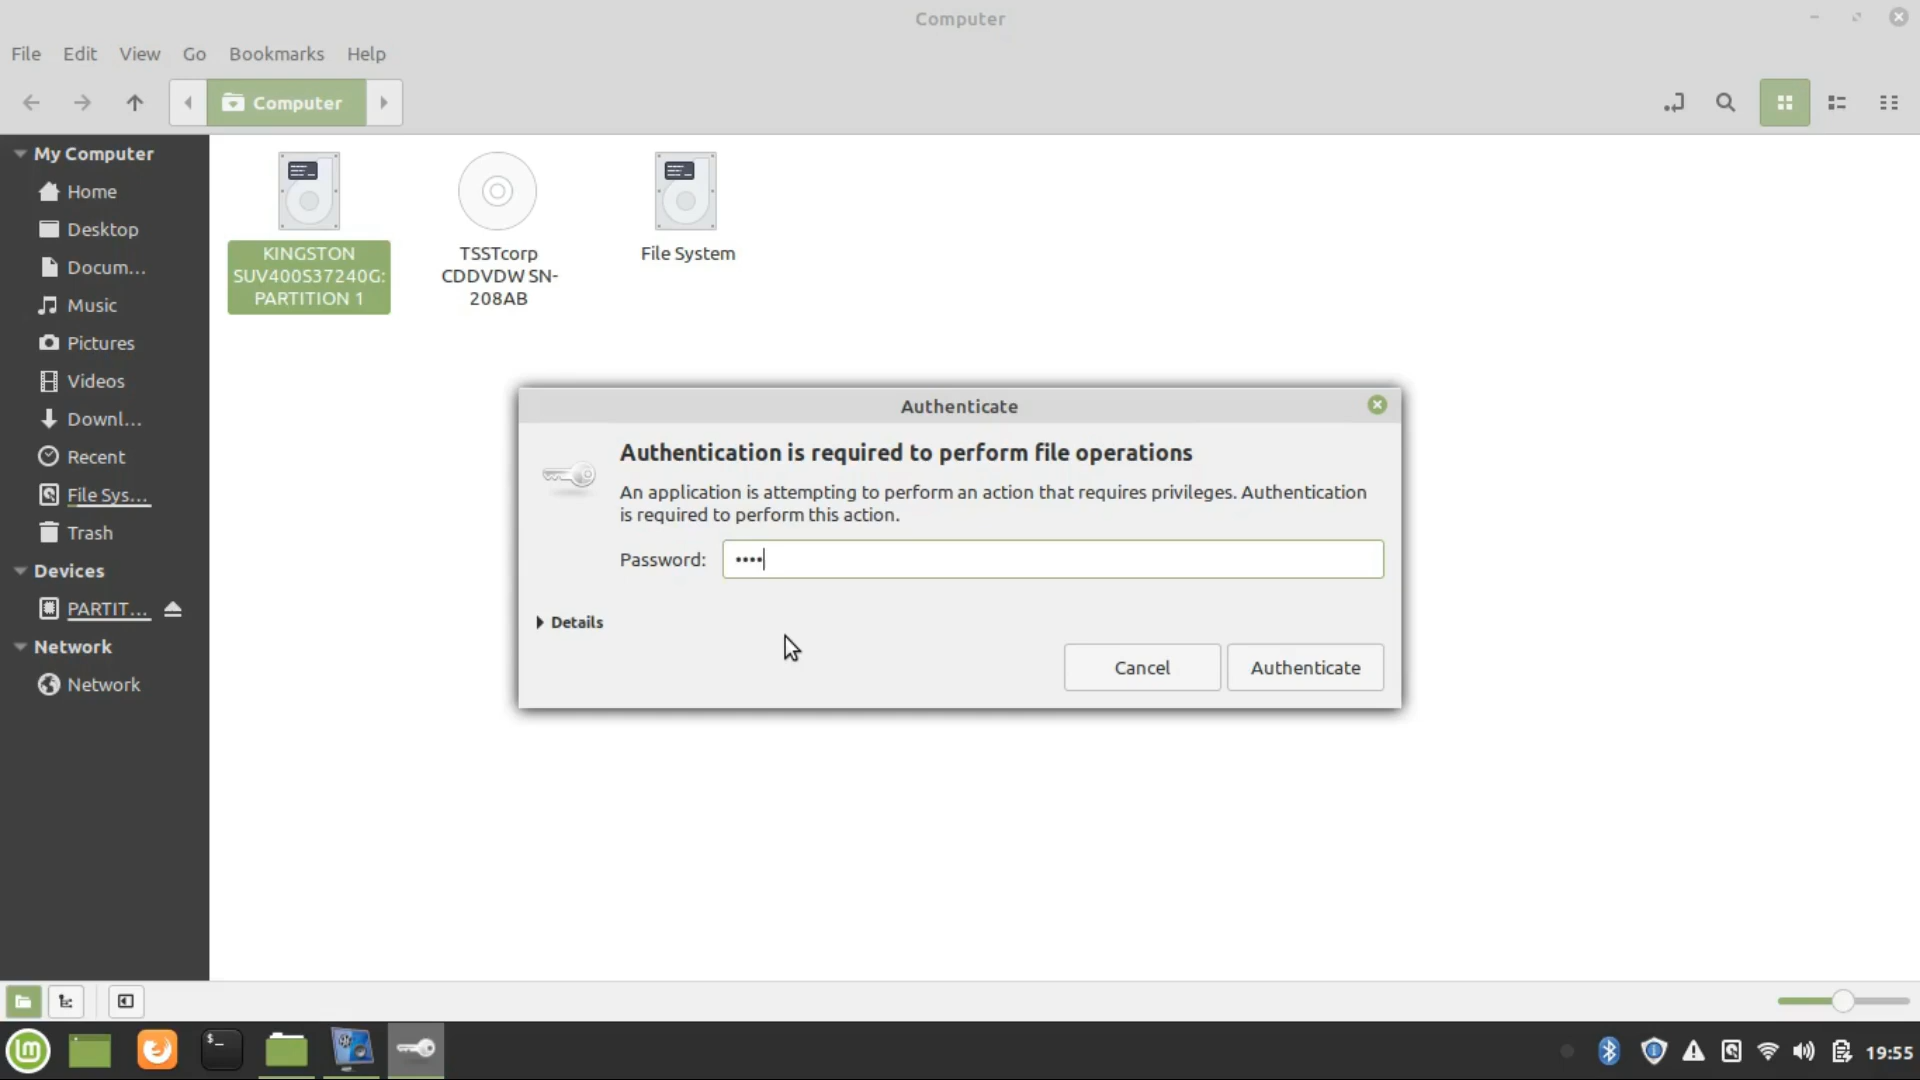 Computer
File Edit View Go Bookmarks Help
Computer
My Computer
Home
Desktop
Docum...
Music
Pictures
Videos
Downl...
Recent
File Sys...
Trash
Devices
PARTIT...
Network
Network
KINGSTON
SUV400S37240G:
PARTITION 1
TSSTcorp
CDDVDW SN-
208AB
File System
Authenticate
Authentication is required to perform file operations
An application is attempting to perform an action that requires privileges. Authentication
is required to perform this action.
Password: ••••
Details
Cancel Authenticate
19:55